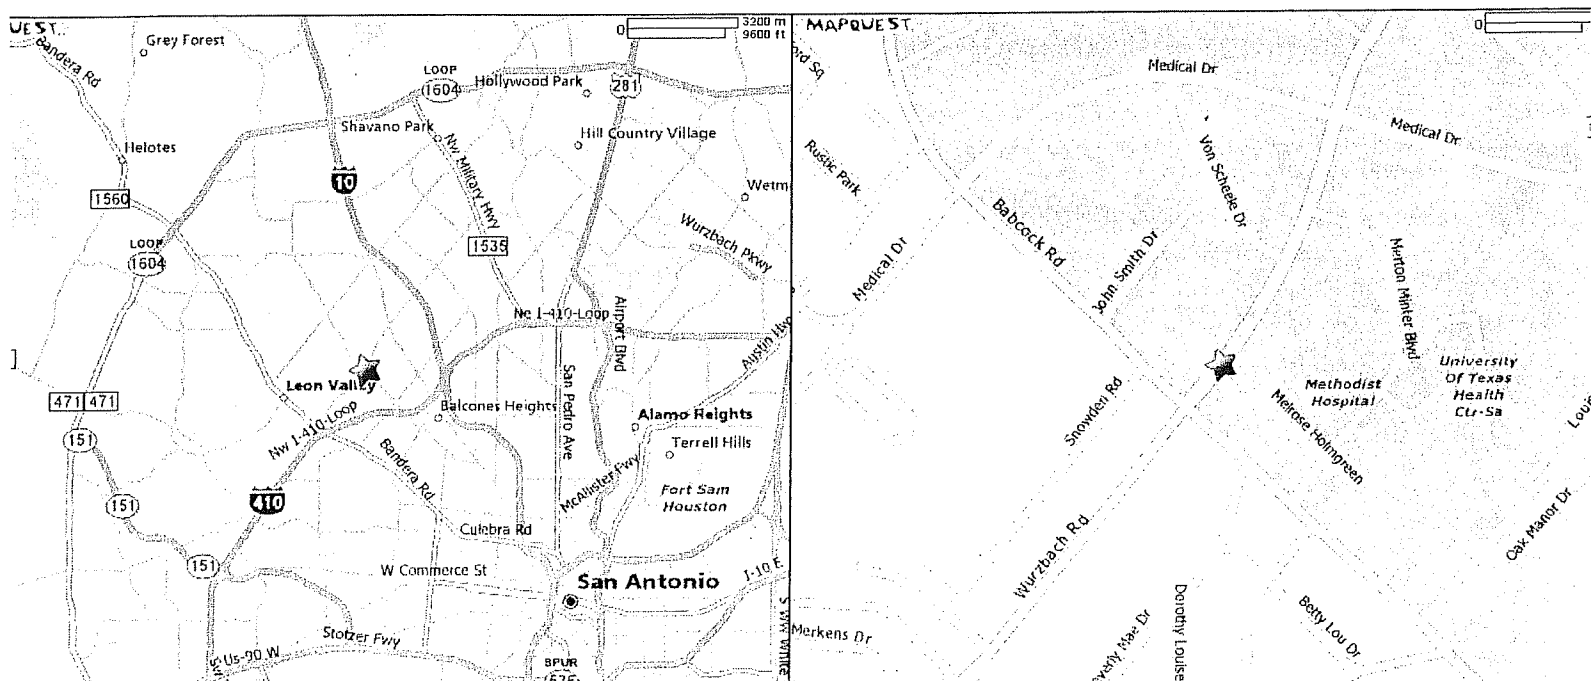 UEST
Bandera Rd
Grey Forest
0
3200 m
9600 ft
LOOP
1604
Hollywood Park
281
Shavano Park
Hill Country Village
Helotes
Nw Military Hwy
10
1560
Wurzbach Pkwy
LOOP
1604
1535
Ne I-410-Loop
Airport Blvd
San Pedro Ave
Leon Valley
471
471
151
Nw I-410-Loop
Balcones Heights
Alamo Heights
Terrell Hills
Bandera Rd
McAllister Fwy
Fort Sam
Houston
151
410
Culebra Rd
151
W Commerce St
San Antonio
I-10 E
Stotzer Fwy
Us-90 W
BPUR
MAPQUEST
0
Medical Dr
Medical Dr
Von Scheele Dr
Rustic Park
Babcock Rd
John Smith Dr
Medical Dr
Merton Minter Blvd
University
Of Texas
Health
Ctr-Sa
Methodist
Hospital
Snowden Rd
Melrose Holmgreen
Wurzbach Rd
Oak Manor Dr
Dorothy Louise
Betty Lou Dr
Merkens Dr